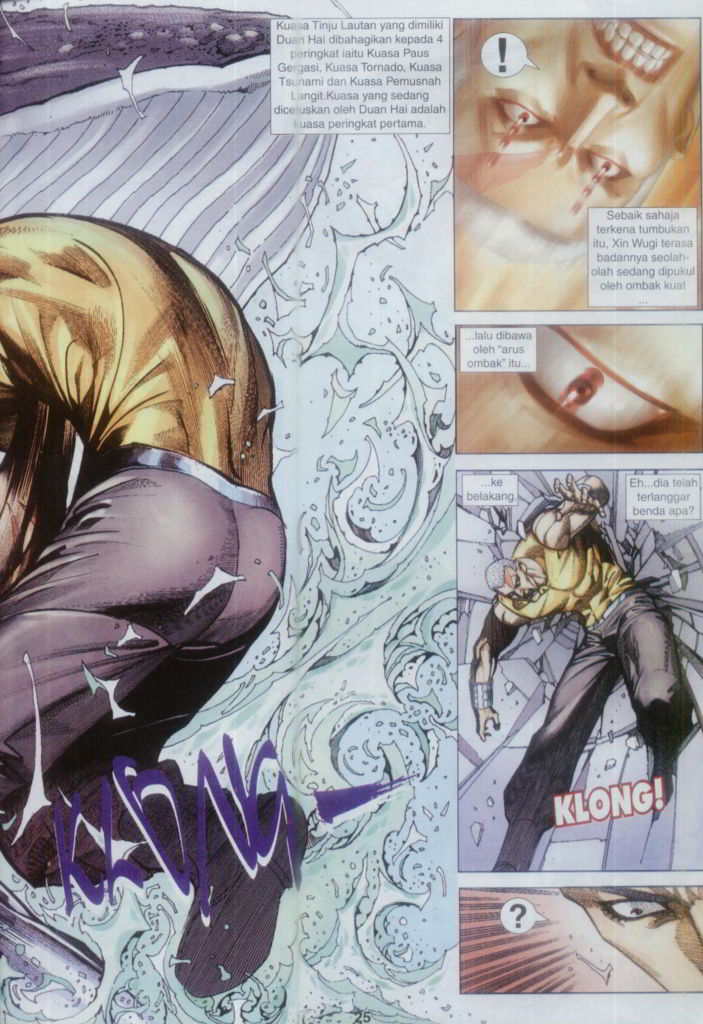 Kuasa Tinju Lautan yang dimiliki
Duan Hai dibahagikan kepada 4
peringkat iaitu Kuasa Paus
Gergasi, Kuasa Tornado, Kuasa
Tsunami dan Kuasa Pemusnah
Langit.Kuasa yang sedang
dicetuskan oleh Duan Hai adalah
kuasa peringkat pertama.
!
Sebaik sahaja
terkena tumbukan
itu, Xin Wugi terasa
badannya seolah-
olah sedang dipukul
oleh ombak kuat
...
...lalu dibawa
oleh "arus
ombak" itu...
...ke
belakang.
Eh...dia telah
terlanggar
benda apa?
KLONG
KLONG!
?
25